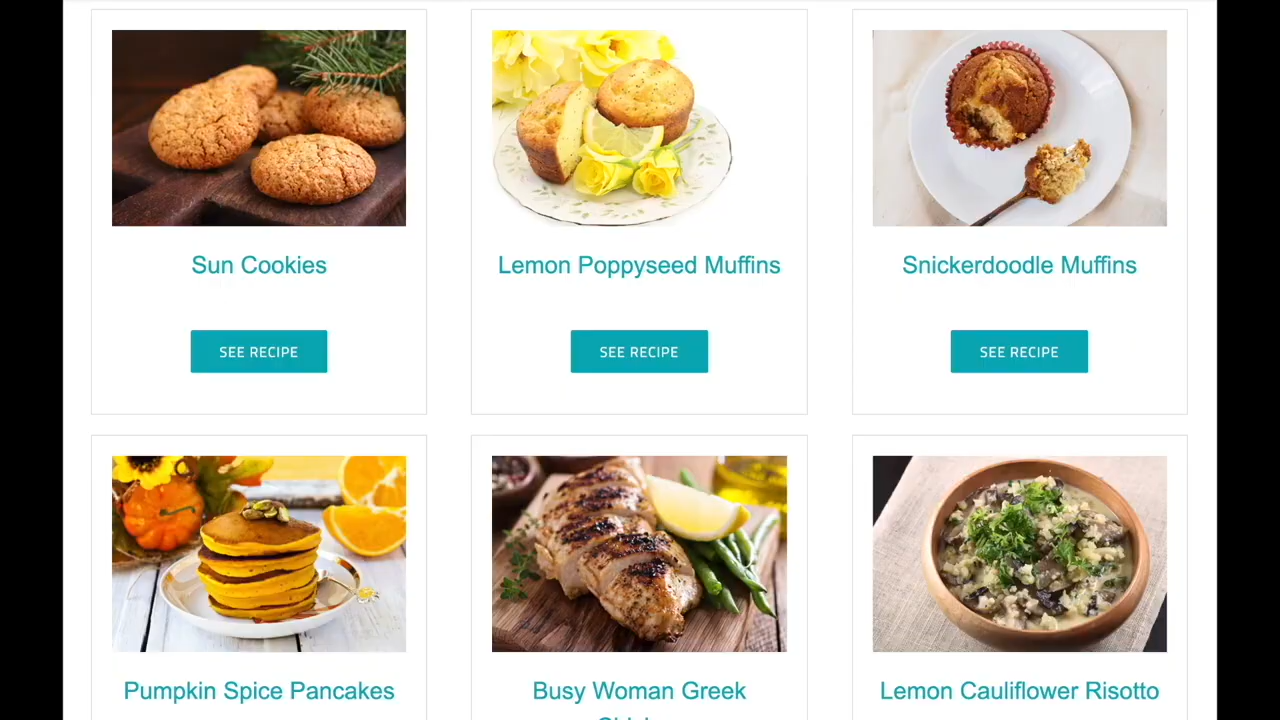 Sun Cookies
Lemon Poppyseed Muffins
Snickerdoodle Muffins
SEE RECIPE
SEE RECIPE
SEE RECIPE
Pumpkin Spice Pancakes
Busy Woman Greek
Lemon Cauliflower Risotto